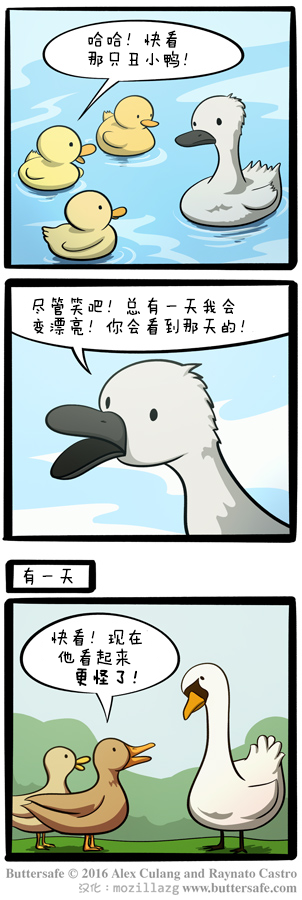 哈哈！快看
那只丑小鸭！
尽管笑吧！总有一天我会
变漂亮！你会看到那天的！
有一天
快看！现在
他看起来
更怪了！
Buttersafe © 2016 Alex Culang and Raynato Castro
汉化：mozillazg www.buttersafe.com